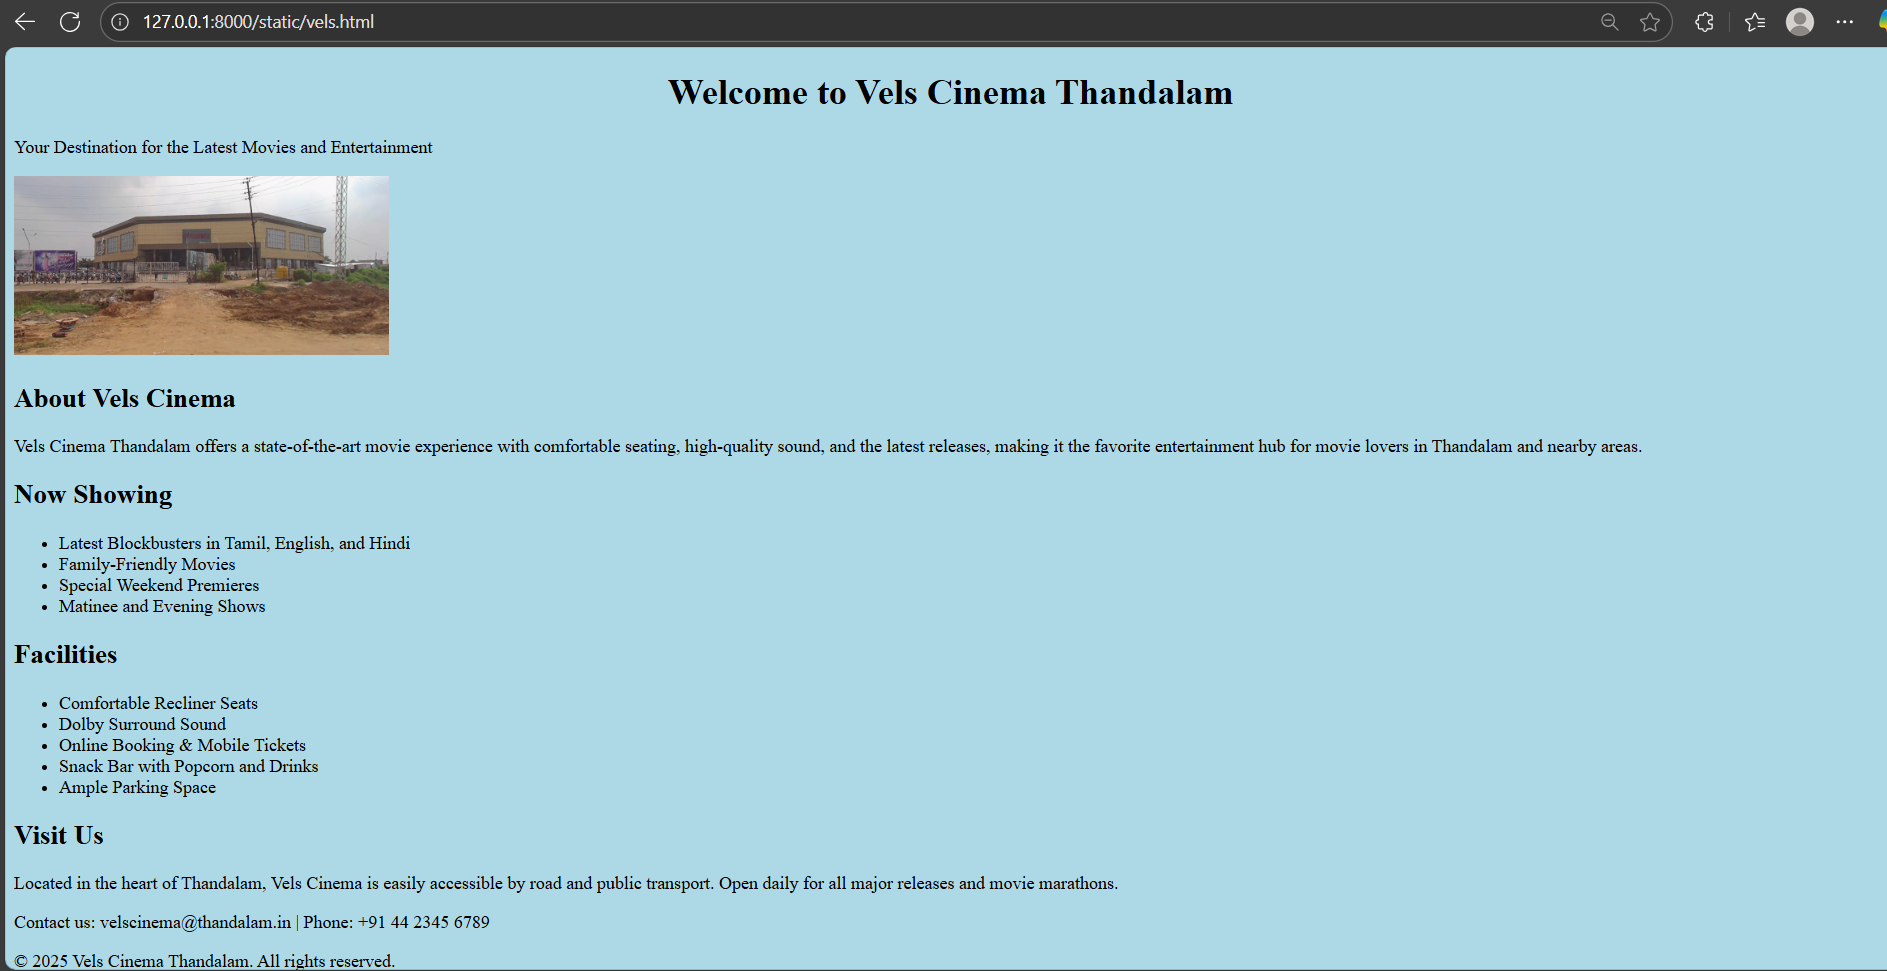 127.0.0.1:8000/static/vels.html
Welcome to Vels Cinema Thandalam
Your Destination for the Latest Movies and Entertainment
About Vels Cinema
Vels Cinema Thandalam offers a state-of-the-art movie experience with comfortable seating, high-quality sound, and the latest releases, making it the favorite entertainment hub for movie lovers in Thandalam and nearby areas.
Now Showing
• Latest Blockbusters in Tamil, English, and Hindi
• Family-Friendly Movies
• Special Weekend Premieres
• Matinee and Evening Shows
Facilities
• Comfortable Recliner Seats
• Dolby Surround Sound
• Online Booking & Mobile Tickets
• Snack Bar with Popcorn and Drinks
• Ample Parking Space
Visit Us
Located in the heart of Thandalam, Vels Cinema is easily accessible by road and public transport. Open daily for all major releases and movie marathons.
Contact us: velscinema@thandalam.in | Phone: +91 44 2345 6789
© 2025 Vels Cinema Thandalam. All rights reserved.